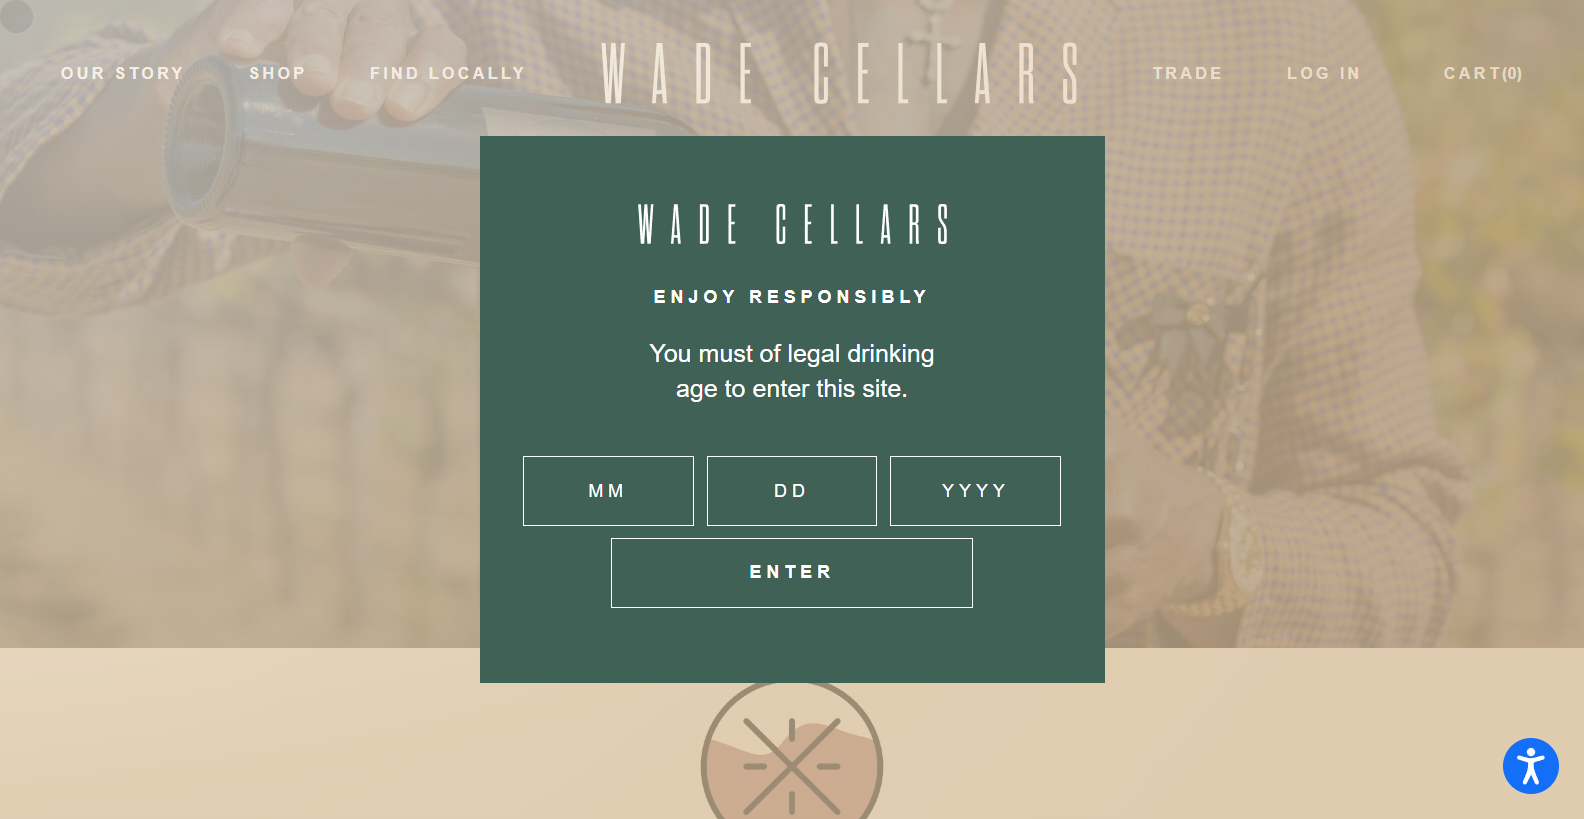 OUR STORY
SHOP
FIND LOCALLY
WADE CELLARS
TRADE
LOG IN
CART(0)
WADE CELLARS
ENJOY RESPONSIBLY
You must of legal drinking
age to enter this site.
MM
DD
YYYY
ENTER